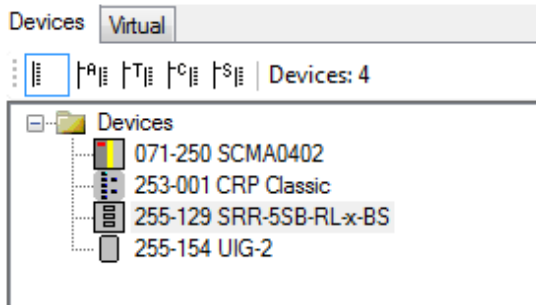 Devices Virtual
A T C S Devices: 4
Devices
071-250 SCMA0402
253-001 CRP Classic
255-129 SRR-5SB-RL-x-BS
255-154 UIG-2